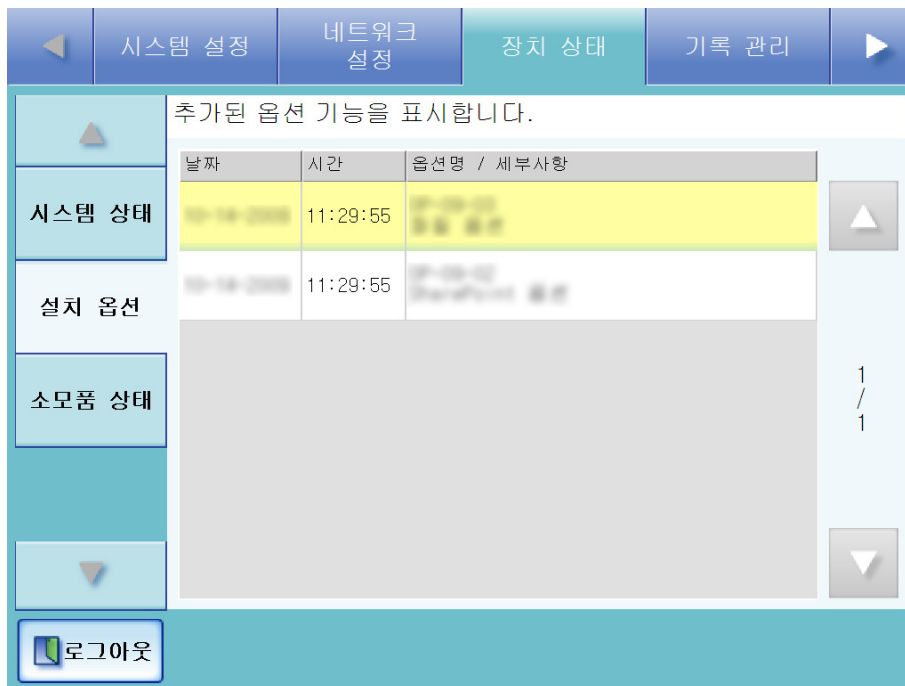 시스템 설정
네트워크
설정
장치 상태
기록 관리
추가된 옵션 기능을 표시합니다.
날짜 시간 옵션명 / 세부사항
시스템 상태
11:29:55
11:29:55
설치 옵션
소모품 상태
1
/
1
로그아웃